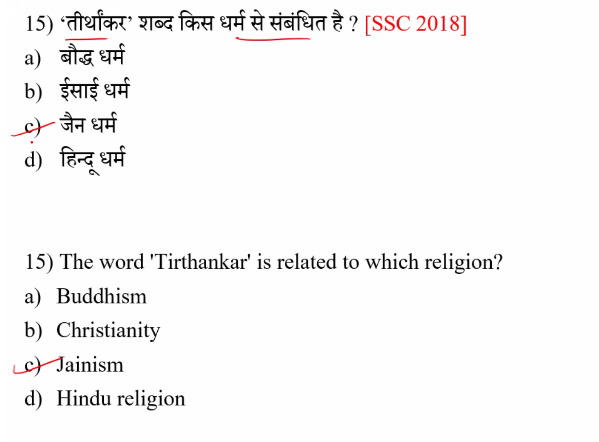 15) ‘तीर्थांकर’ शब्द किस धर्म से संबंधित है ? [SSC 2018]
a) बौद्ध धर्म
b) ईसाई धर्म
c) जैन धर्म
d) हिन्दू धर्म
15) The word 'Tirthankar' is related to which religion?
a) Buddhism
b) Christianity
c) Jainism
d) Hindu religion